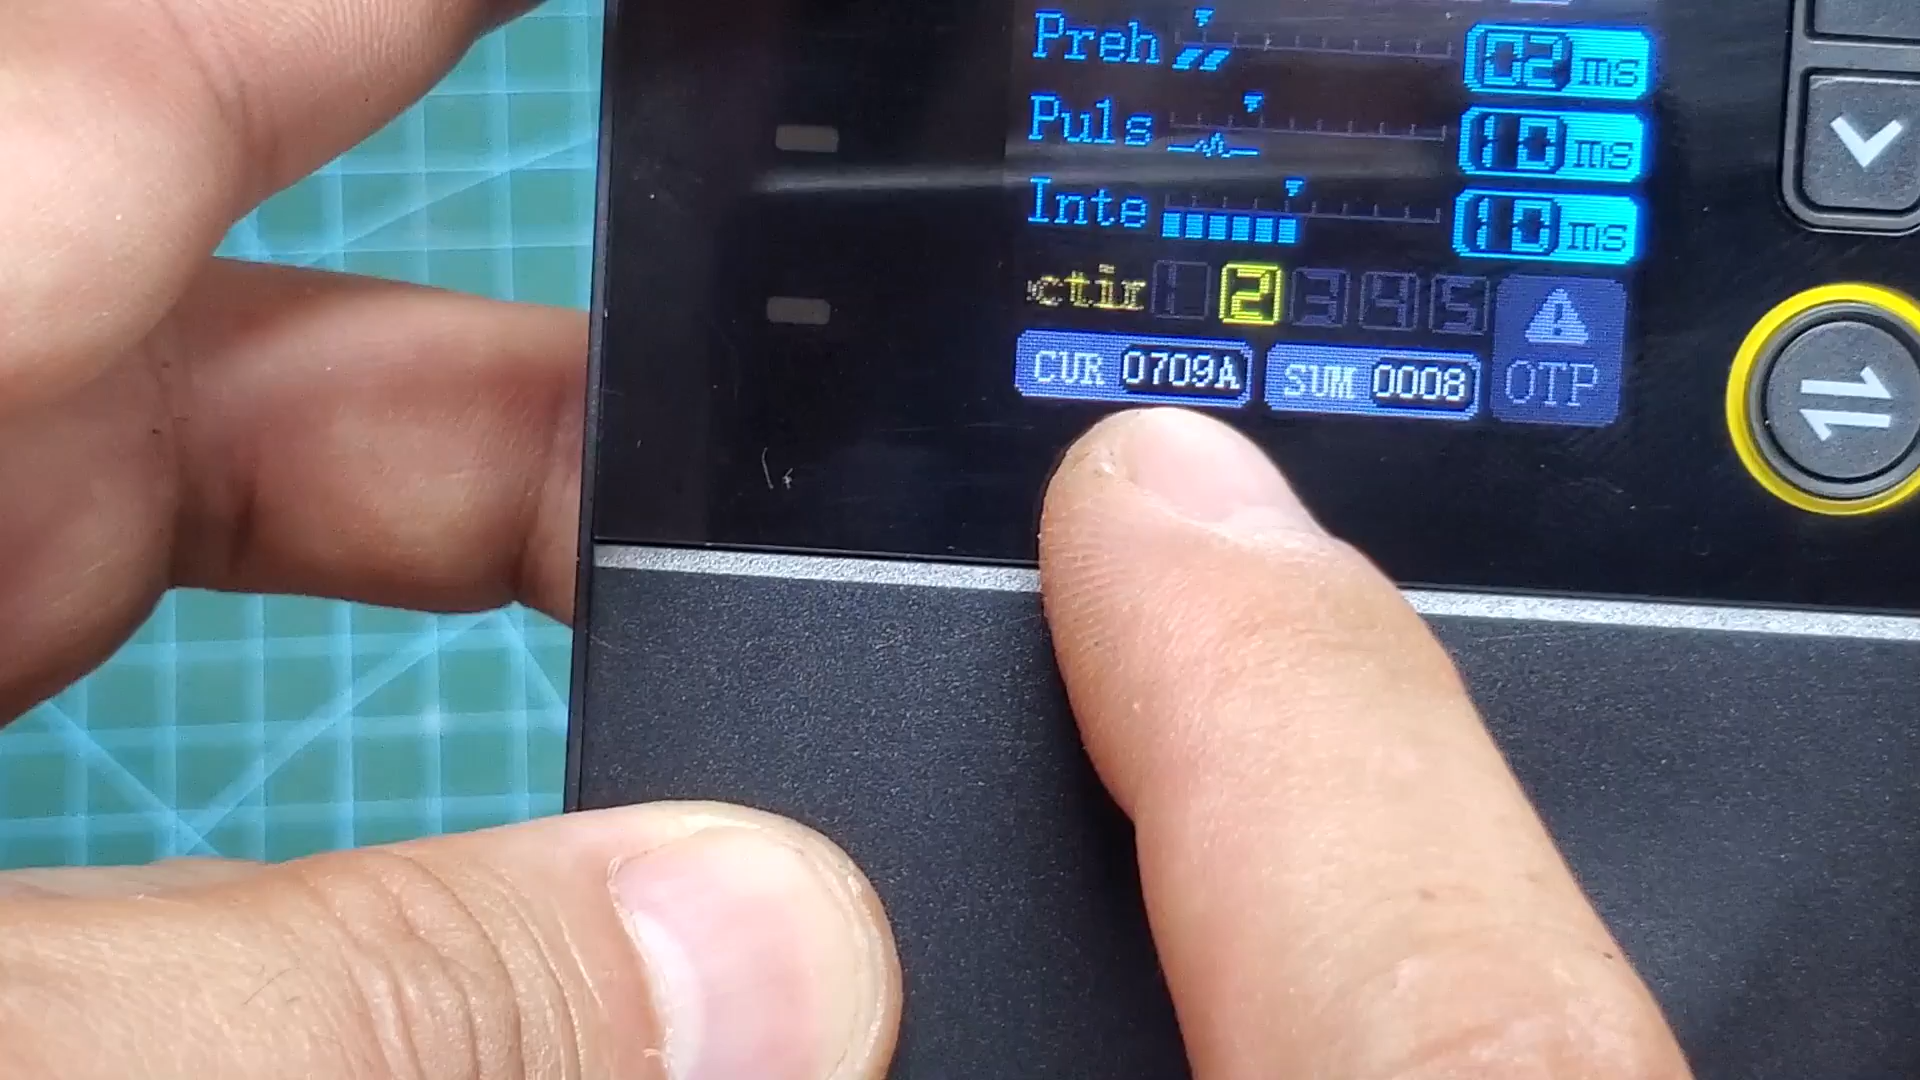 Preh 02 ms
Puls 10 ms
Inte 10 ms
ctir 1 2 3 4 5
CUR 0709A SUM 0008 OTP